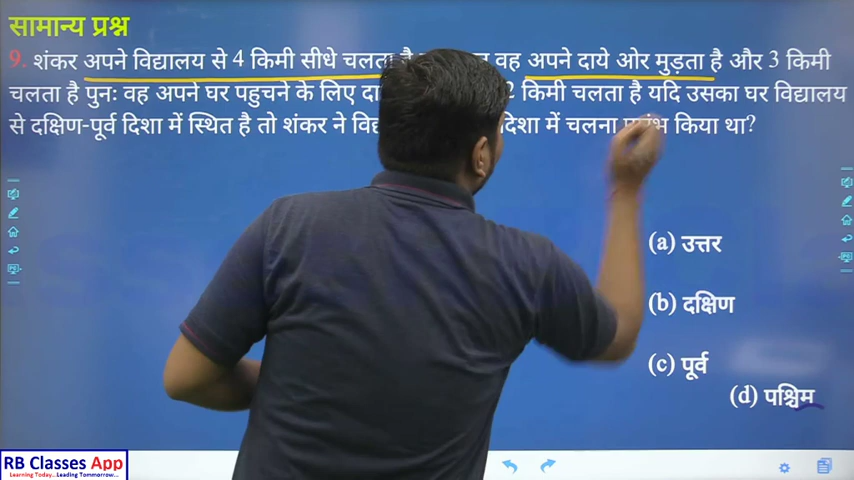 सामान्य प्रश्न
9. शंकर अपने विद्यालय से 4 किमी सीधे चलता है वह अपने दाये ओर मुड़ता है और 3 किमी
चलता है पुनः वह अपने घर पहुचने के लिए 2 किमी चलता है यदि उसका घर विद्यालय
से दक्षिण-पूर्व दिशा में स्थित है तो शंकर ने दिशा में चलना प्रारंभ किया था?
(a) उत्तर
(b) दक्षिण
(c) पूर्व
(d) पश्चिम
RB Classes App
Learning Today...Leading Tommorrow...